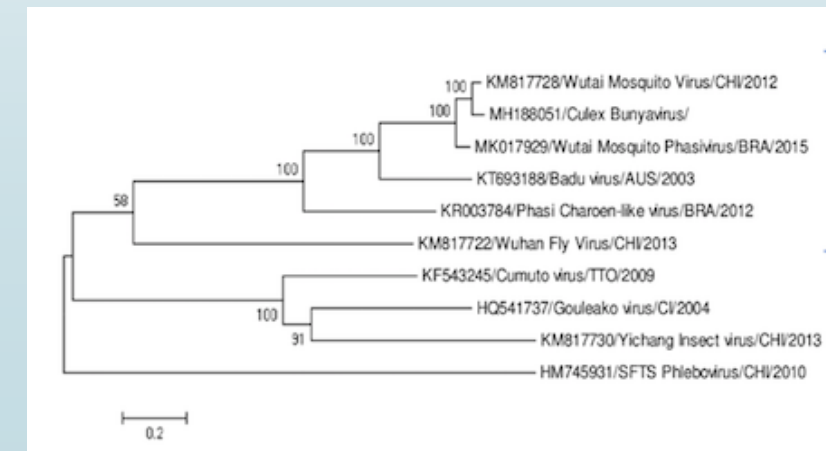 100 KM817728/Wutai Mosquito Virus/CHI/2012
100 MH188051/Culex Bunyavirus/
100 MK017929/Wutai Mosquito Phasivirus/BRA/2015
100 KT693188/Badu virus/AUS/2003
58 KR003784/Phasi Charoen-like virus/BRA/2012
KM817722/Wuhan Fly Virus/CHI/2013
KF543245/Cumuto virus/TTO/2009
100 HQ541737/Gouleako virus/CI/2004
91 KM817730/Yichang Insect virus/CHI/2013
HM745931/SFTS Phlebovirus/CHI/2010
0.2